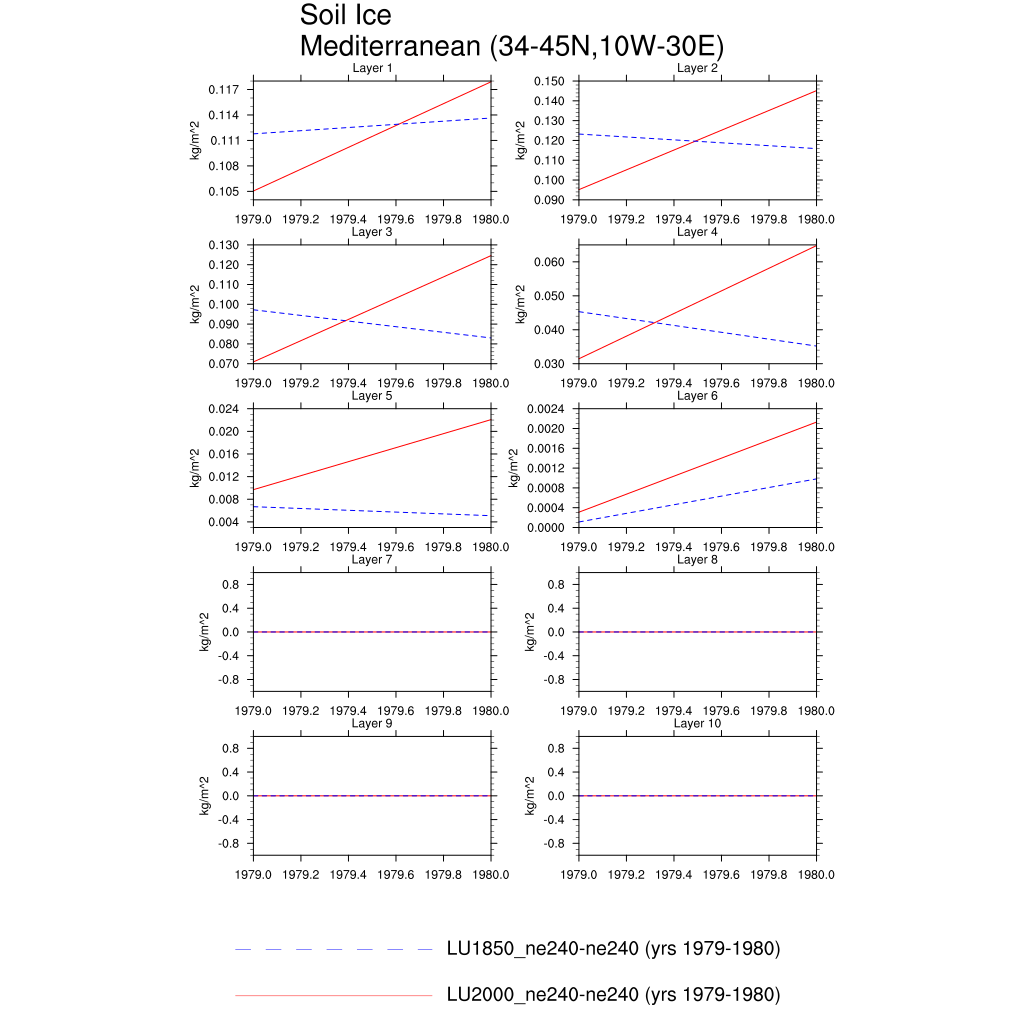 Soil Ice
Mediterranean (34-45N,10W-30E)
Layer 1
kg/m^2
0.117
0.114
0.111
0.108
0.105
1979.0 1979.2 1979.4 1979.6 1979.8 1980.0
Layer 2
kg/m^2
0.150
0.140
0.130
0.120
0.110
0.100
0.090
1979.0 1979.2 1979.4 1979.6 1979.8 1980.0
Layer 3
kg/m^2
0.130
0.120
0.110
0.100
0.090
0.080
0.070
1979.0 1979.2 1979.4 1979.6 1979.8 1980.0
Layer 4
kg/m^2
0.060
0.050
0.040
0.030
1979.0 1979.2 1979.4 1979.6 1979.8 1980.0
Layer 5
kg/m^2
0.024
0.020
0.016
0.012
0.008
0.004
1979.0 1979.2 1979.4 1979.6 1979.8 1980.0
Layer 6
kg/m^2
0.0024
0.0020
0.0016
0.0012
0.0008
0.0004
0.0000
1979.0 1979.2 1979.4 1979.6 1979.8 1980.0
Layer 7
kg/m^2
0.8
0.4
0.0
-0.4
-0.8
1979.0 1979.2 1979.4 1979.6 1979.8 1980.0
Layer 8
kg/m^2
0.8
0.4
0.0
-0.4
-0.8
1979.0 1979.2 1979.4 1979.6 1979.8 1980.0
Layer 9
kg/m^2
0.8
0.4
0.0
-0.4
-0.8
1979.0 1979.2 1979.4 1979.6 1979.8 1980.0
Layer 10
kg/m^2
0.8
0.4
0.0
-0.4
-0.8
1979.0 1979.2 1979.4 1979.6 1979.8 1980.0
LU1850_ne240-ne240 (yrs 1979-1980)
LU2000_ne240-ne240 (yrs 1979-1980)